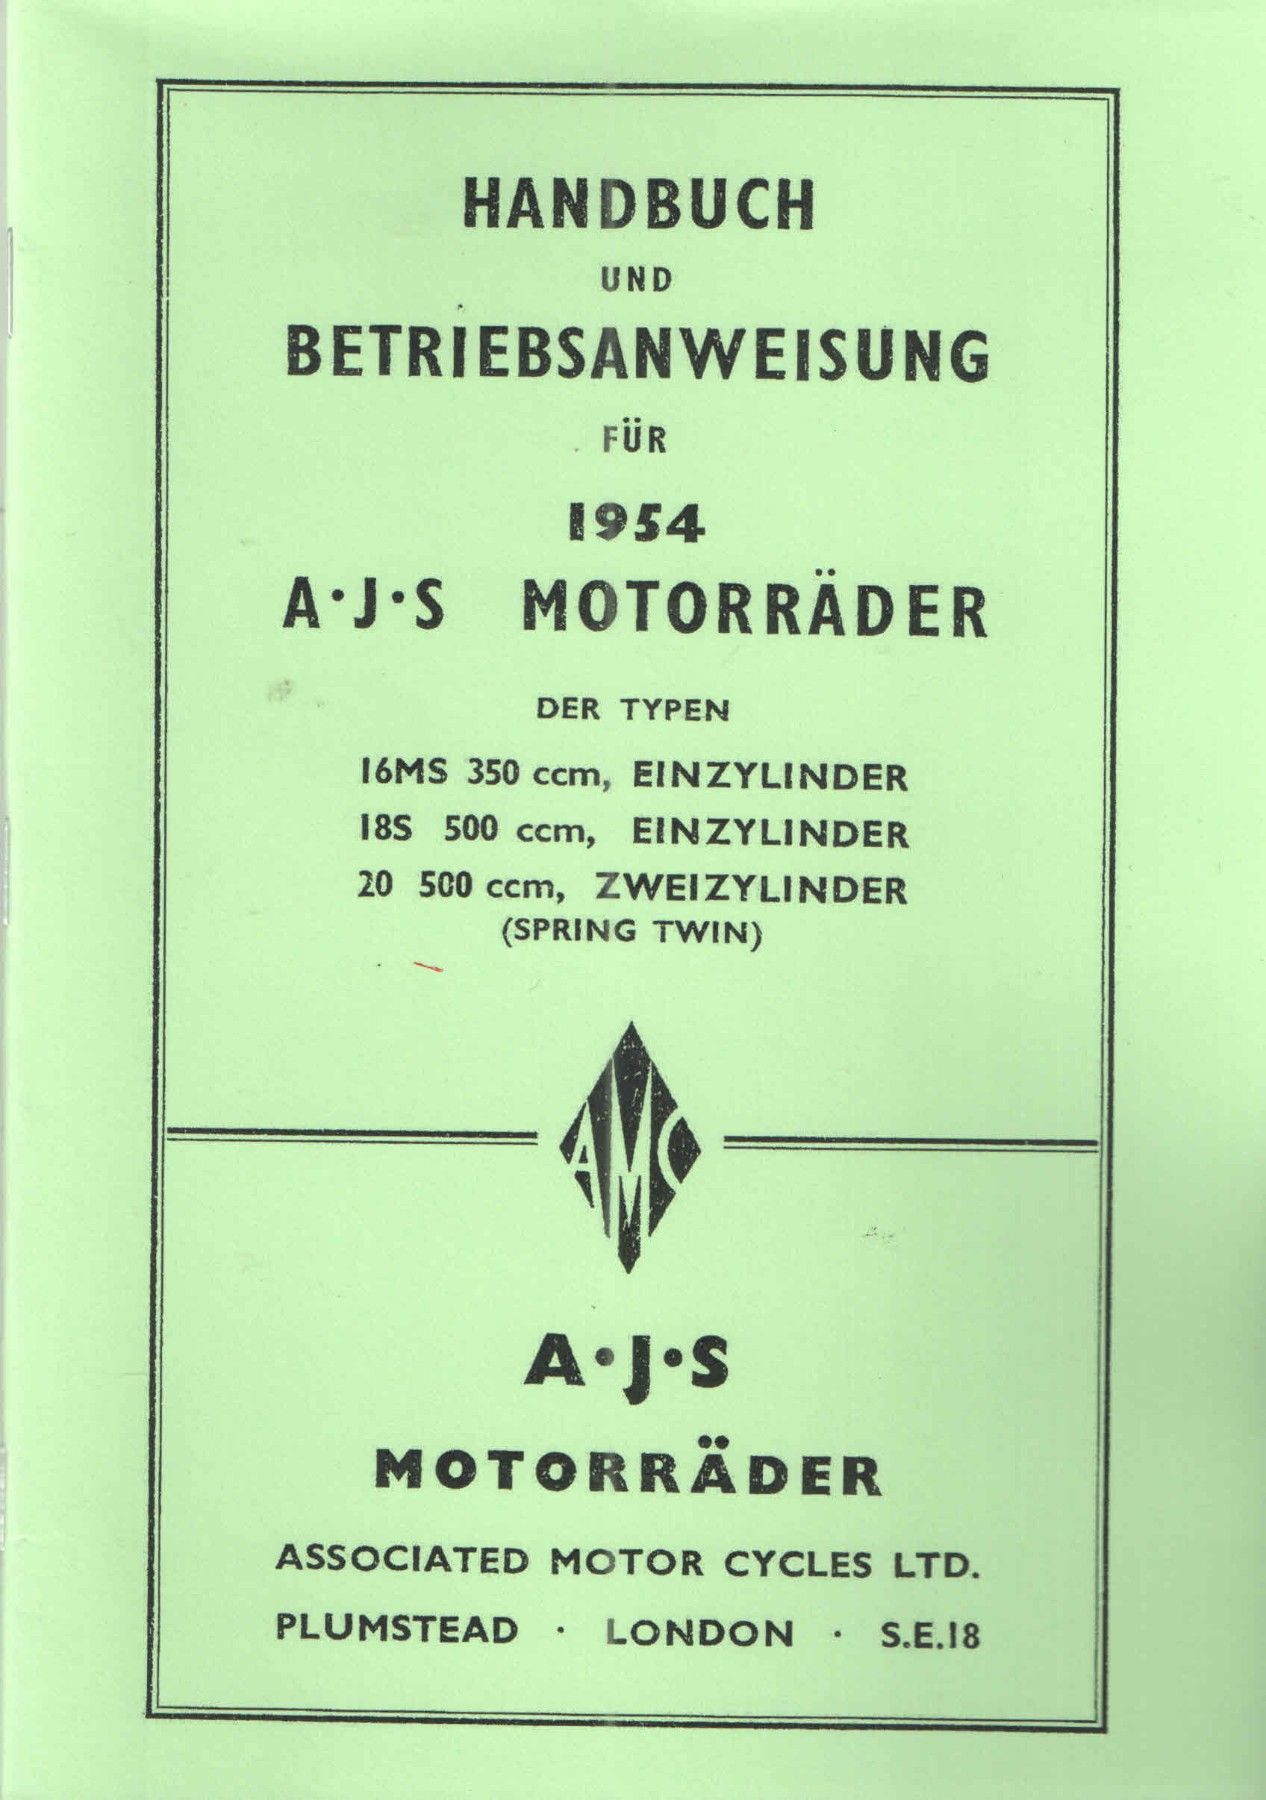 HANDBUCH
UND
BETRIEBSANWEISUNG
FÜR
1954
A·J·S MOTORRÄDER
DER TYPEN
16MS 350 ccm, EINZYLINDER
18S 500 ccm, EINZYLINDER
20 500 ccm, ZWEIZYLINDER
(SPRING TWIN)
AMC
A·J·S
MOTORRÄDER
ASSOCIATED MOTOR CYCLES LTD.
PLUMSTEAD · LONDON · S.E.18